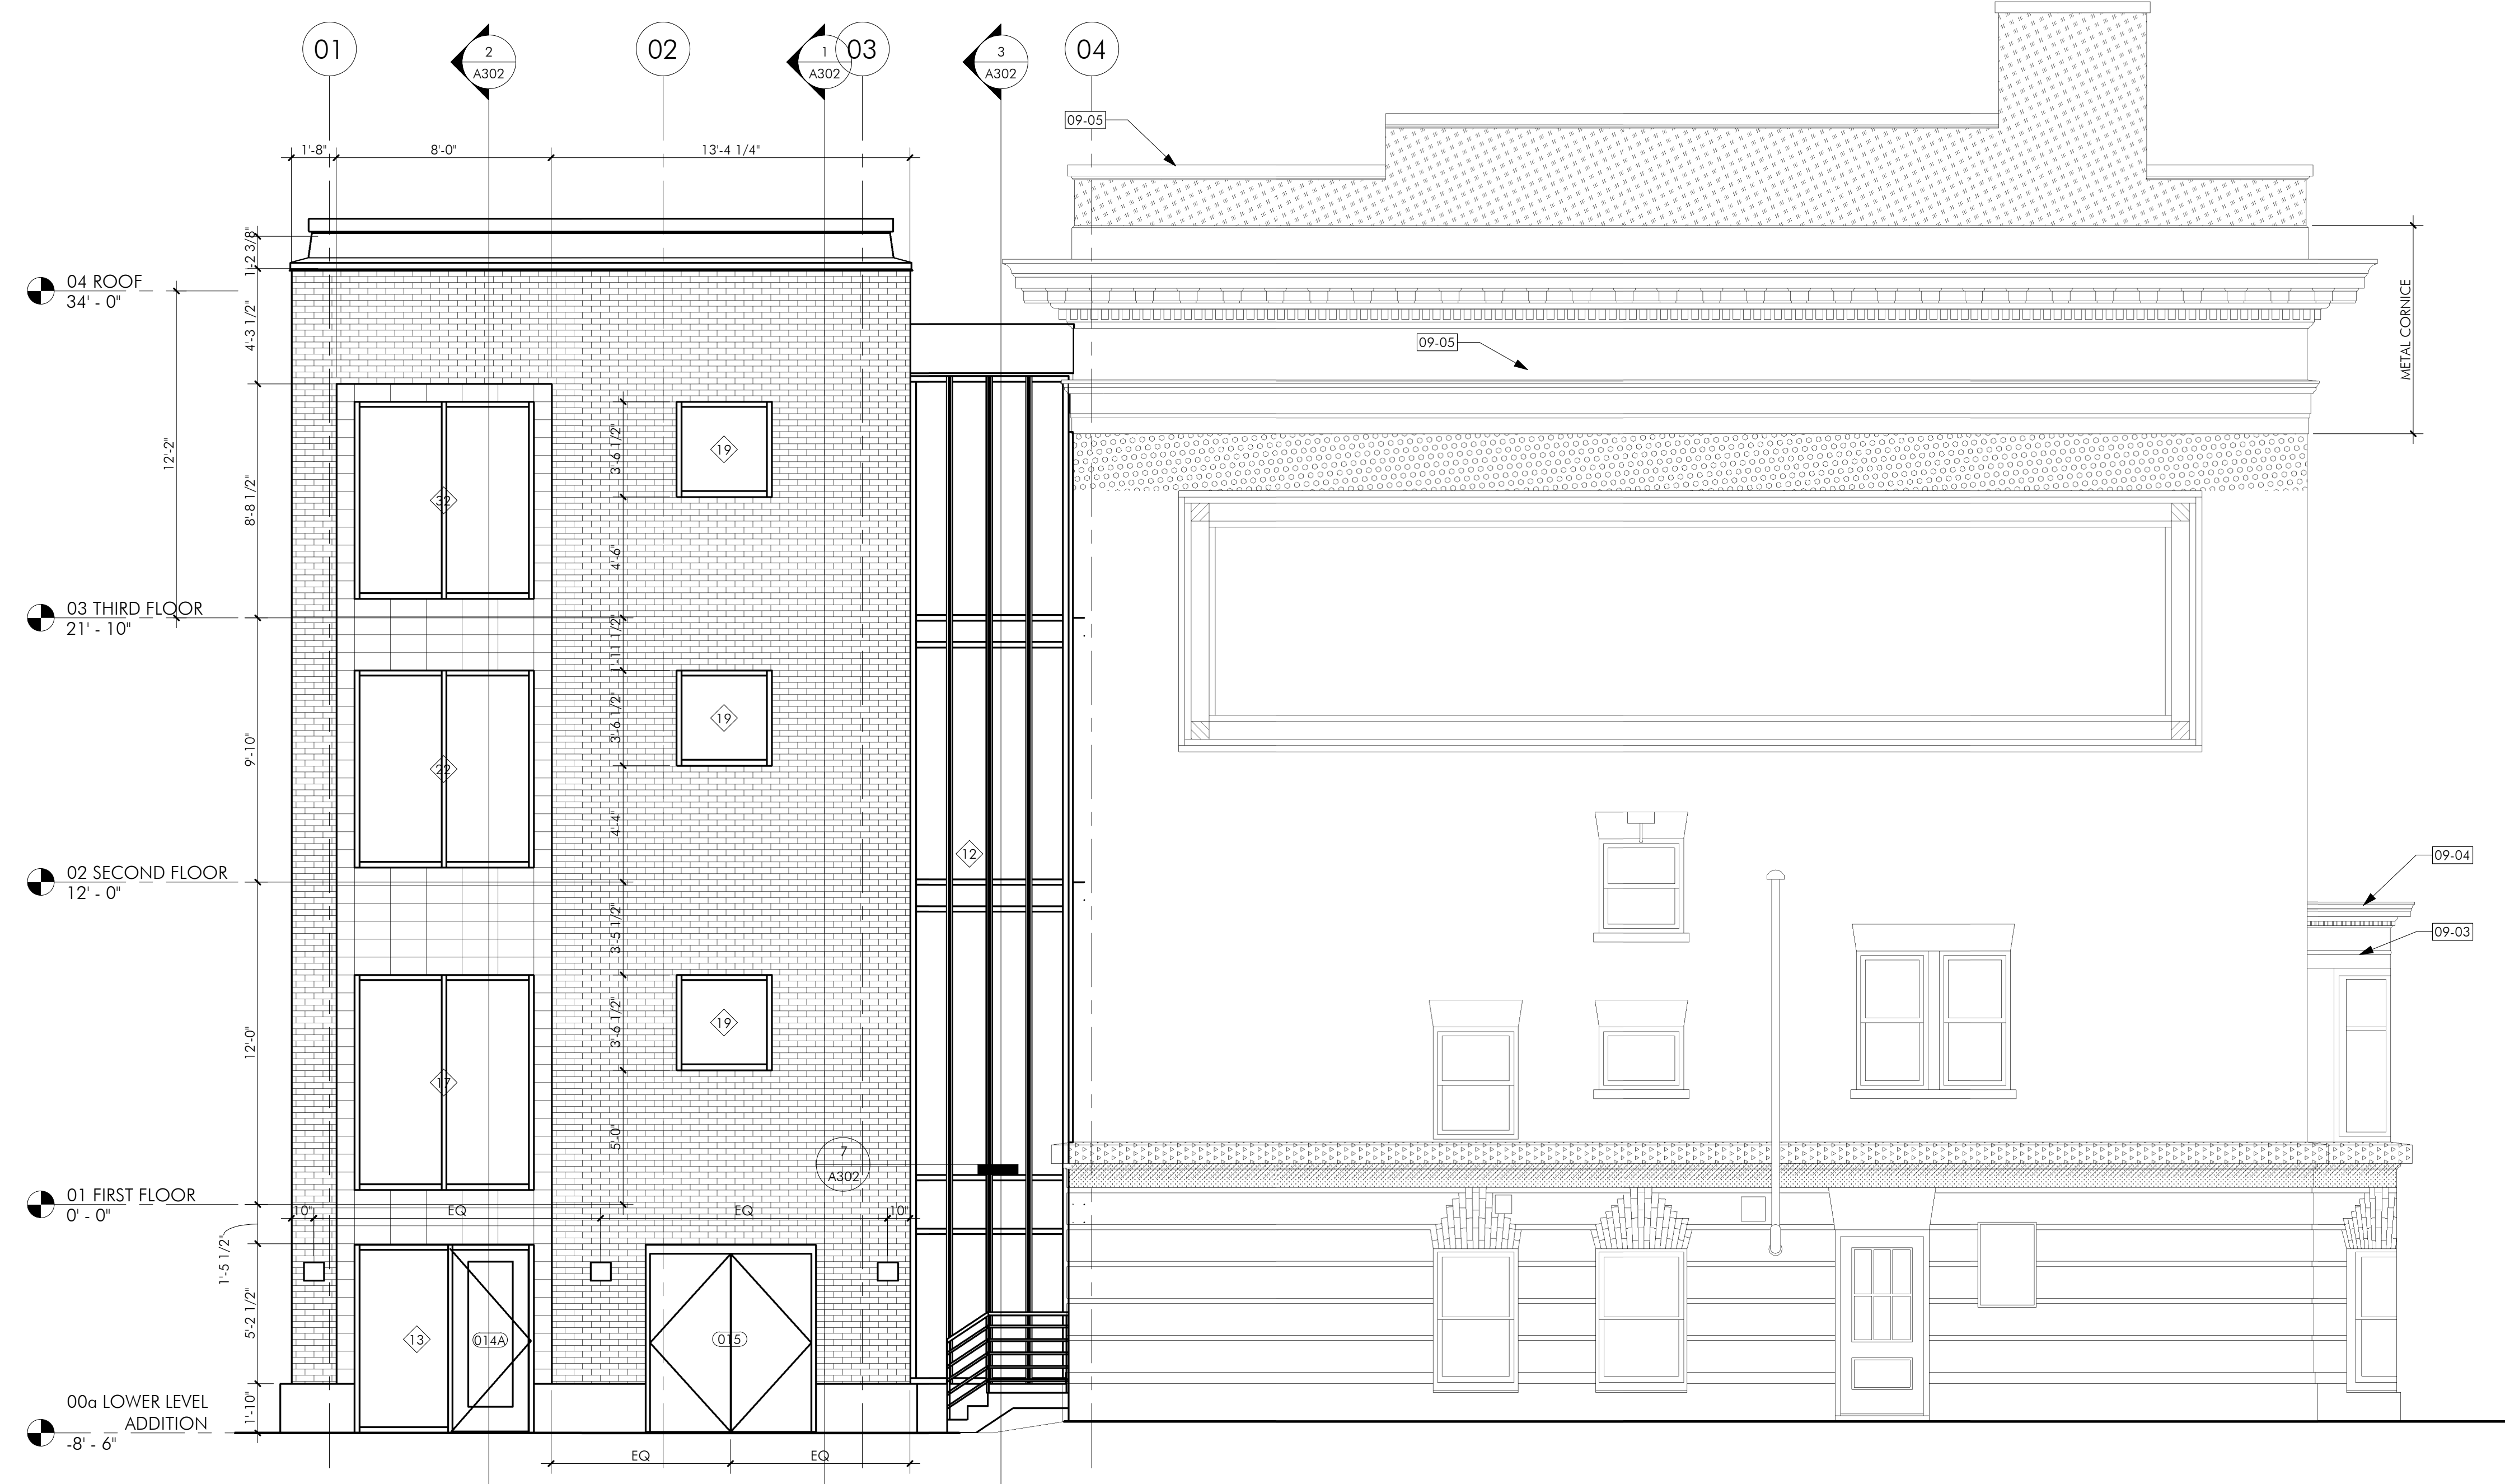 01
2
A302
02
1
A302
03
3
A302
04
09-05
1'-8"
8'-0"
13'-4 1/4"
1'-2 3/8"
04 ROOF
34' - 0"
4'-3 1/2"
METAL CORNICE
09-05
12'-2"
3'-6 1/2"
19
32
8'-8 1/2"
4'-6"
03 THIRD FLOOR
21' - 10"
1'-11 1/2"
3'-6 1/2"
19
9'-10"
22
4'-4"
12
09-04
02 SECOND FLOOR
12' - 0"
3'-5 1/2"
09-03
3'-6 1/2"
19
12'-0"
17
5'-0"
7
A302
01 FIRST FLOOR
0' - 0"
10"
EQ
EQ
10"
1'-5 1/2"
5'-2 1/2"
13
014A
015
00a LOWER LEVEL
ADDITION
-8' - 6"
1'-10"
EQ
EQ